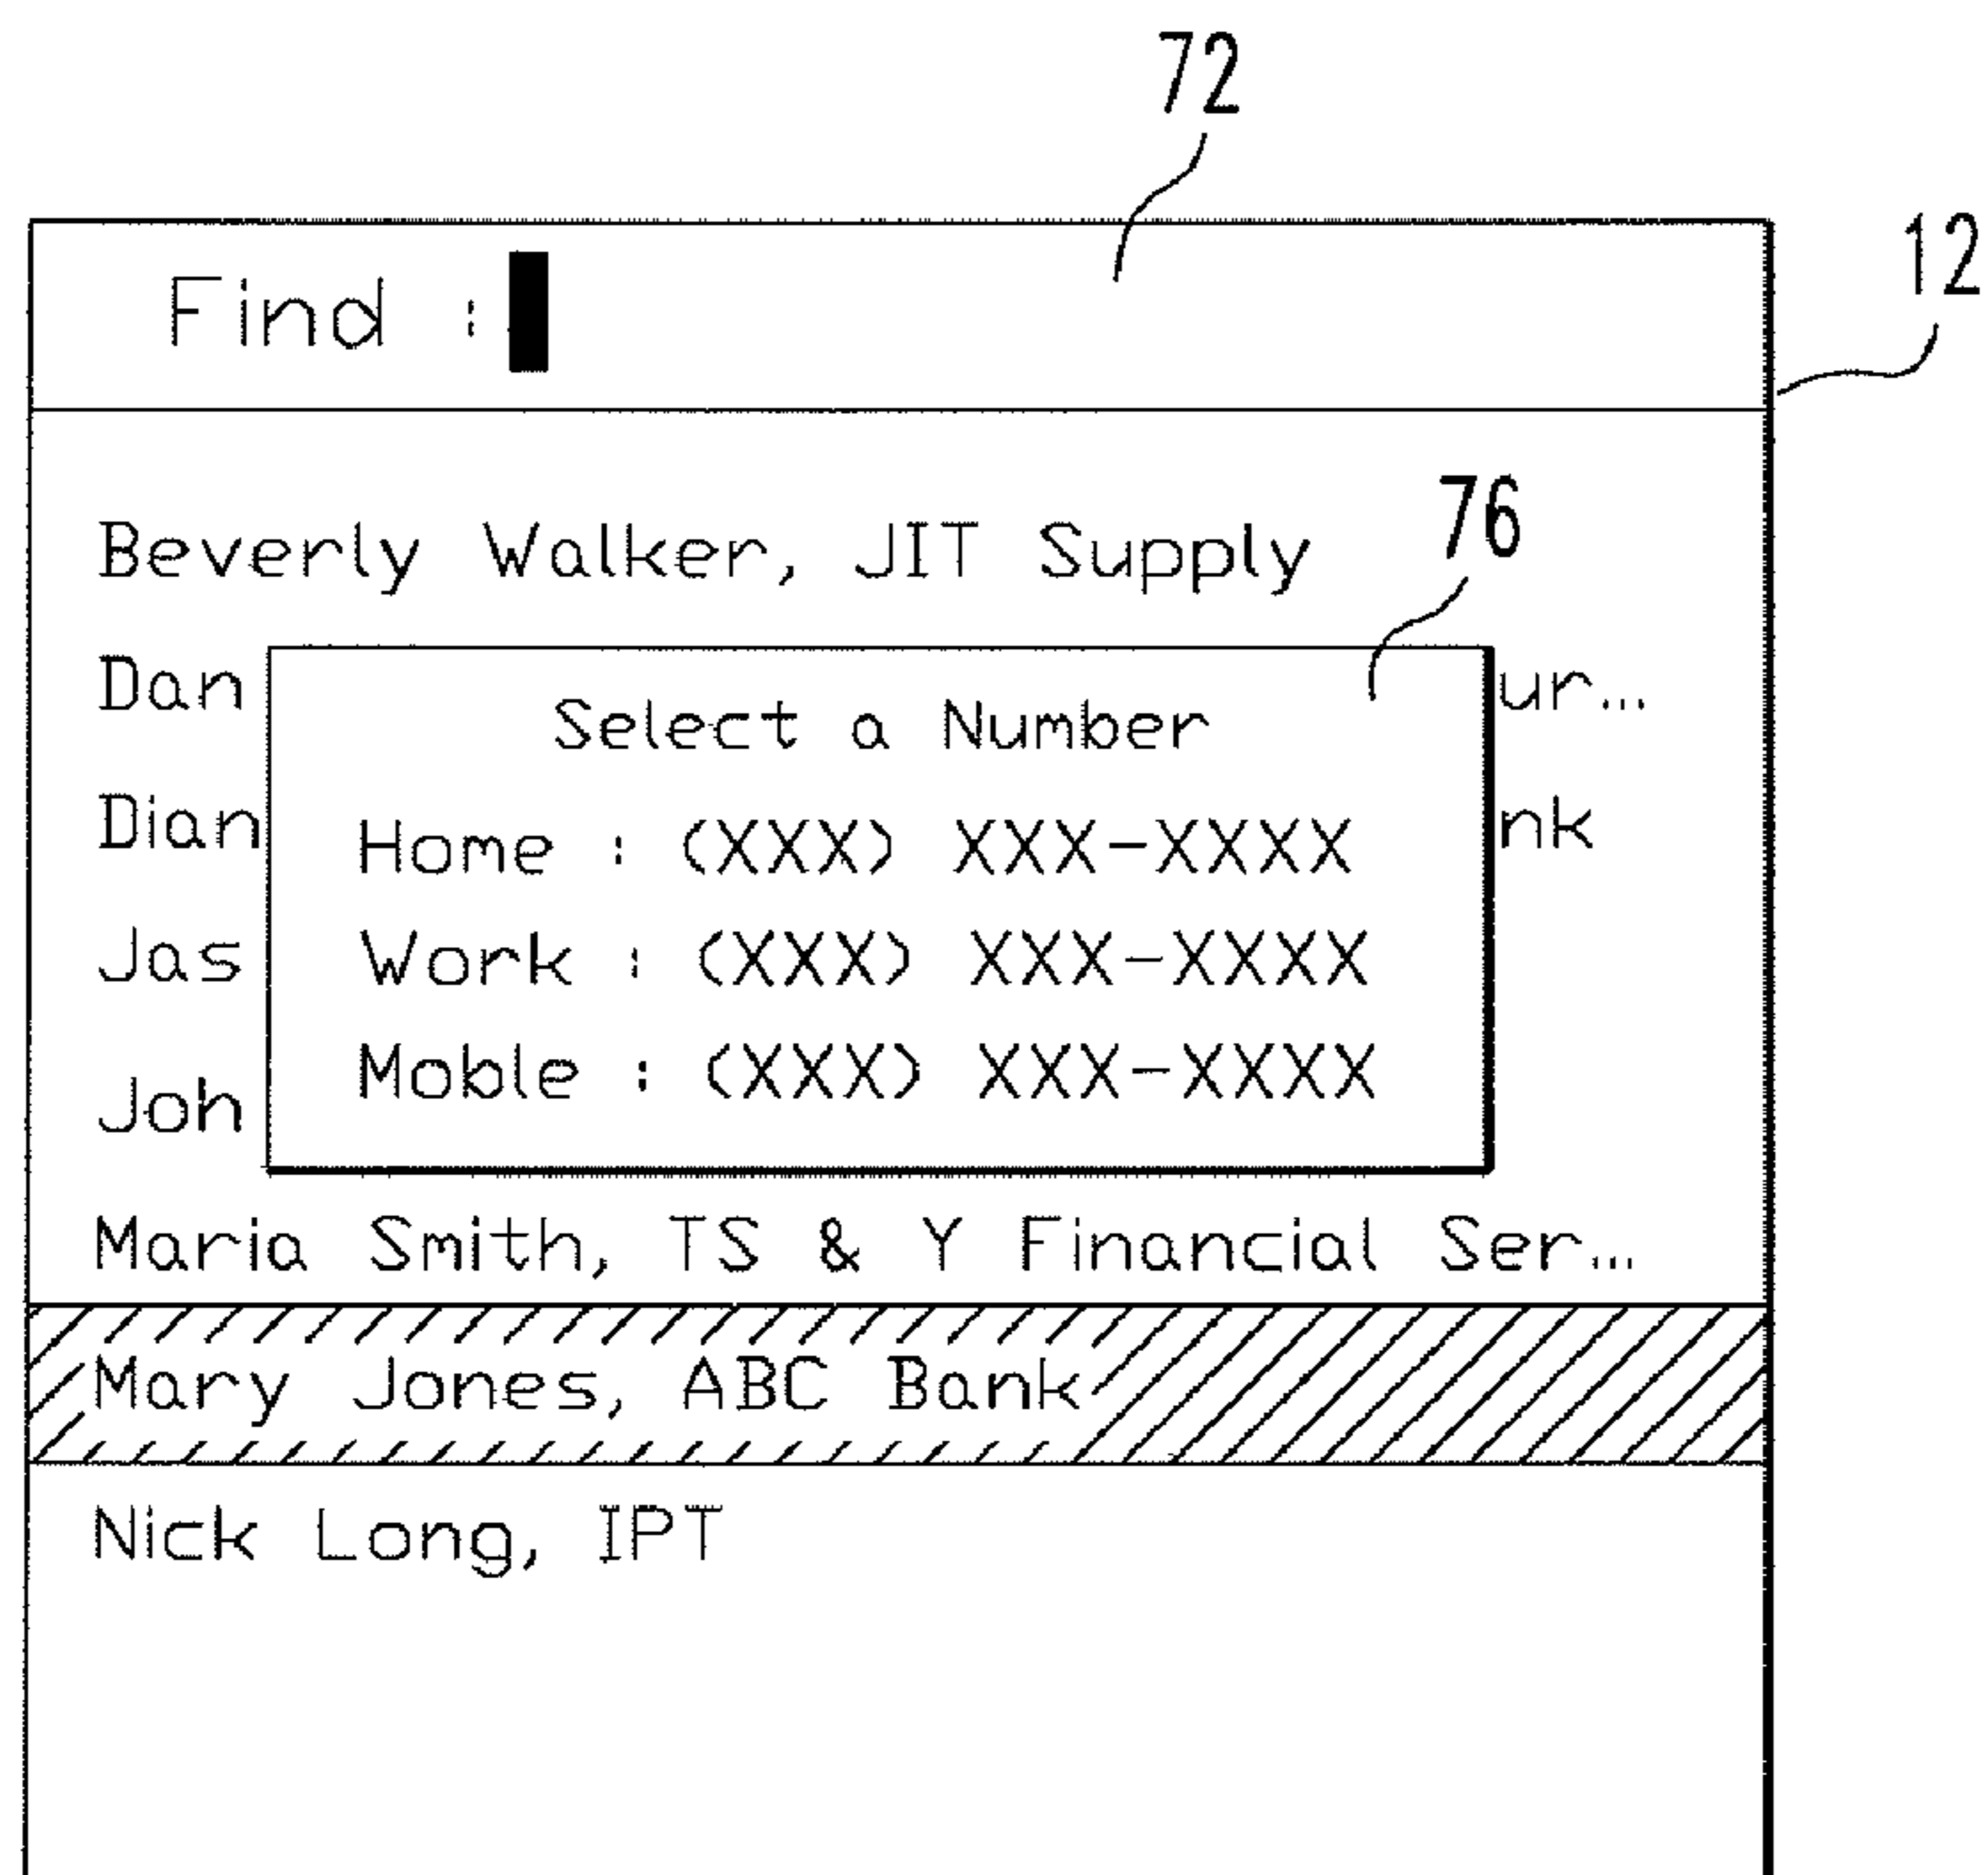 72
12
Find :
76
Beverly Walker, JIT Supply
Dan ur...
Select a Number
Dian nk
Home : (XXX) XXX-XXXX
Jas
Work : (XXX) XXX-XXXX
Moble : (XXX) XXX-XXXX
Joh
Maria Smith, TS & Y Financial Ser...
Mary Jones, ABC Bank
Nick Long, IPT